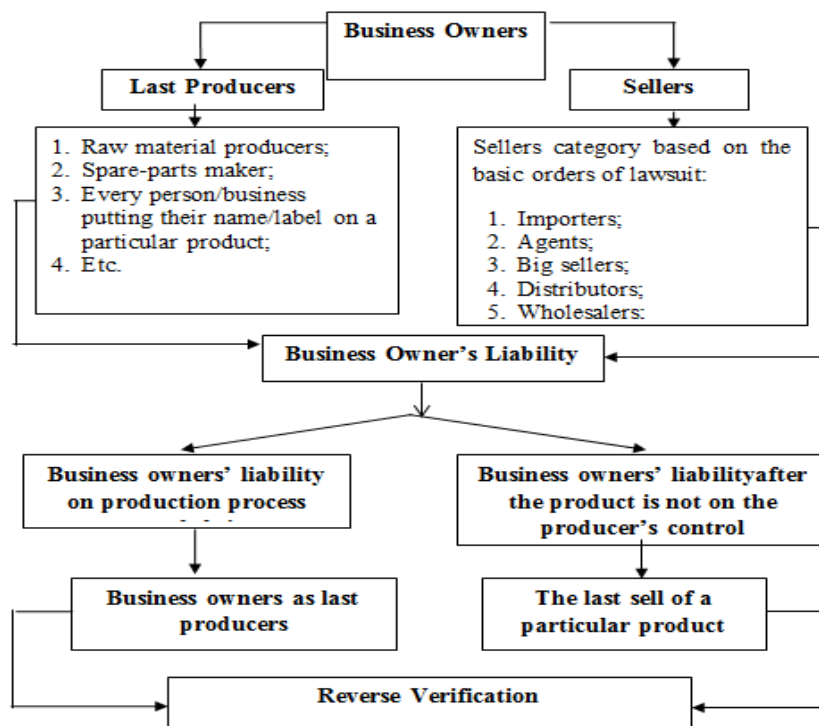 Business Owners
Last Producers
Sellers
1. Raw material producers;
2. Spare-parts maker;
3. Every person/business
putting their name/label on a
particular product;
4. Etc.
Sellers category based on the
basic orders of lawsuit:
1. Importers;
2. Agents;
3. Big sellers;
4. Distributors;
5. Wholesalers:
Business Owner’s Liability
Business owners’ liability
on production process
Business owners’ liabilityafter
the product is not on the
producer’s control
Business owners as last
producers
The last sell of a
particular product
Reverse Verification